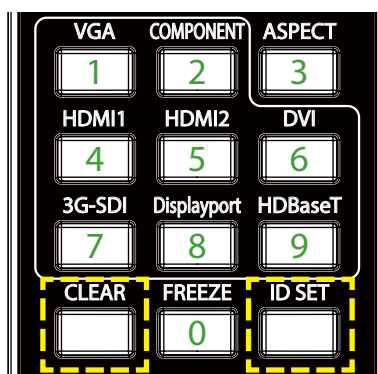 VGA COMPONENT ASPECT
1 2 3
HDMI1 HDMI2 DVI
4 5 6
3G-SDI Displayport HDBaseT
7 8 9
CLEAR FREEZE ID SET
0